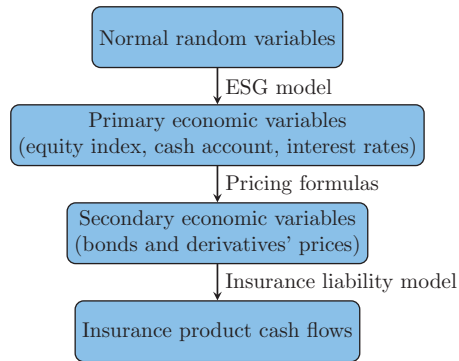 Normal random variables
ESG model
Primary economic variables
(equity index, cash account, interest rates)
Pricing formulas
Secondary economic variables
(bonds and derivatives' prices)
Insurance liability model
Insurance product cash flows